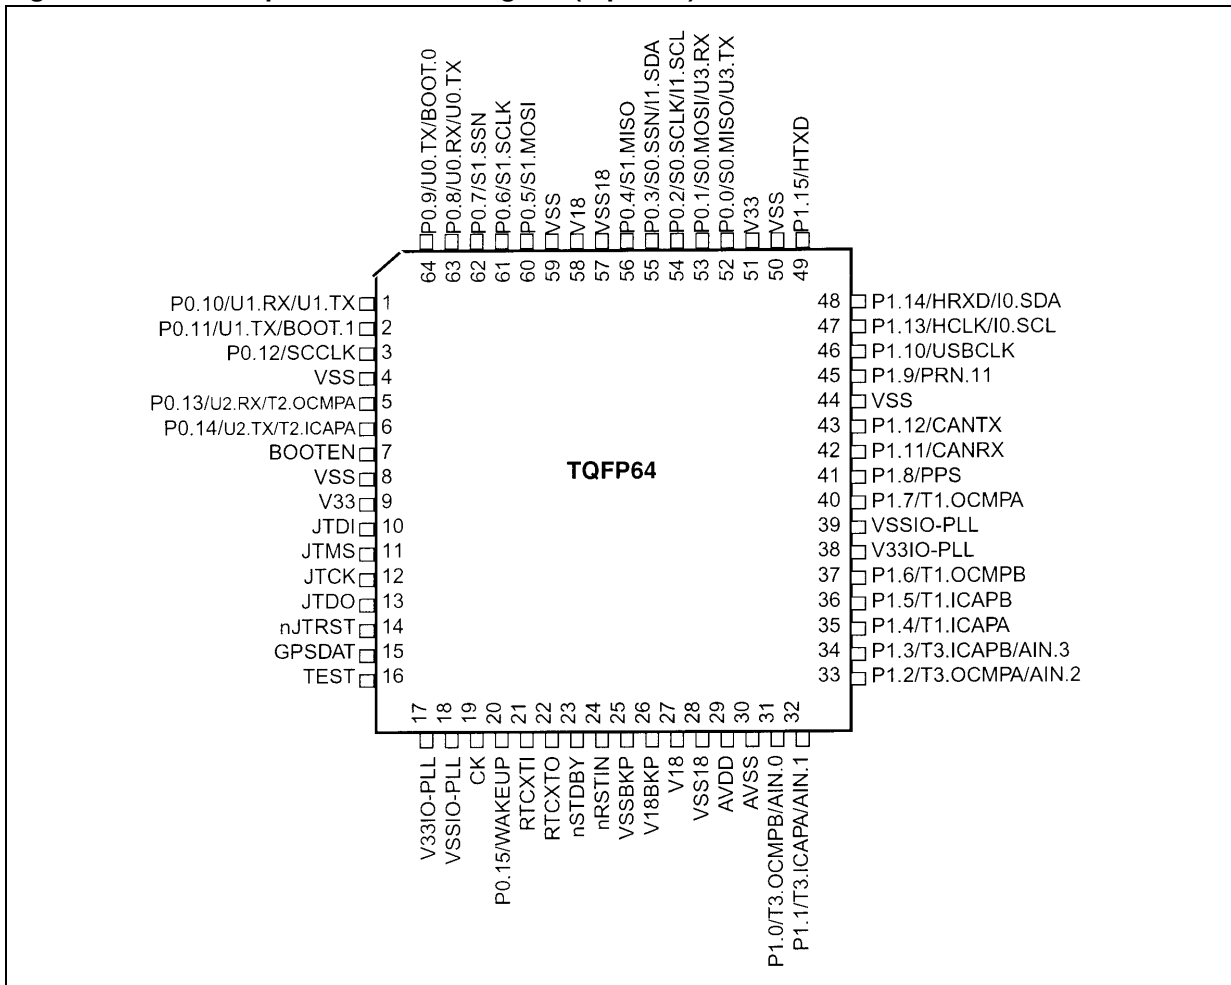 P0.9/U0.TX/BOOT.0
P0.8/U0.RX/U0.TX
P0.7/S1.SSN
P0.6/S1.SCLK
P0.5/S1.MOSI
VSS
V18
VSS18
P0.4/S1.MISO
P0.3/S0.SSN/I1.SDA
P0.2/S0.SCLK/I1.SCL
P0.1/S0.MOSI/U3.RX
P0.0/S0.MISO/U3.TX
V33
VSS
P1.15/HTXD
64 63 62 61 60 59 58 57 56 55 54 53 52 51 50 49
P0.10/U1.RX/U1.TX 1
P0.11/U1.TX/BOOT.1 2
P0.12/SCCLK 3
VSS 4
P0.13/U2.RX/T2.OCMPA 5
P0.14/U2.TX/T2.ICAPA 6
BOOTEN 7
VSS 8
V33 9
JTDI 10
JTMS 11
JTCK 12
JTDO 13
nJTRST 14
GPSDAT 15
TEST 16
TQFP64
48 P1.14/HRXD/I0.SDA
47 P1.13/HCLK/I0.SCL
46 P1.10/USBCLK
45 P1.9/PRN.11
44 VSS
43 P1.12/CANTX
42 P1.11/CANRX
41 P1.8/PPS
40 P1.7/T1.OCMPA
39 VSSIO-PLL
38 V33IO-PLL
37 P1.6/T1.OCMPB
36 P1.5/T1.ICAPB
35 P1.4/T1.ICAPA
34 P1.3/T3.ICAPB/AIN.3
33 P1.2/T3.OCMPA/AIN.2
17 18 19 20 21 22 23 24 25 26 27 28 29 30 31 32
V33IO-PLL
VSSIO-PLL
CK
P0.15/WAKEUP
RTCXTI
RTCXTO
nSTDBY
nRSTIN
VSSBKP
V18BKP
V18
VSS18
AVDD
AVSS
P1.0/T3.OCMPB/AIN.0
P1.1/T3.ICAPA/AIN.1